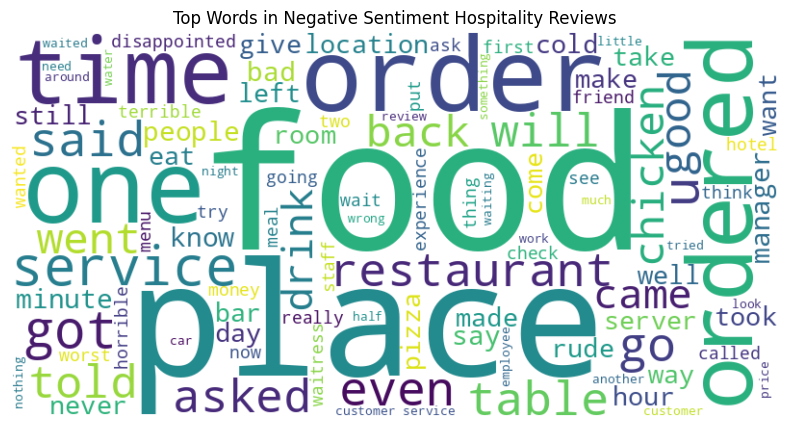 Top Words in Negative Sentiment Hospitality Reviews
waited
disappointed
give
location
ask
first
cold
little
need
around
water
time
order
bad
left
put
something
make
take
friend
still
terrible
people
said
room
two
review
back
will
chicken
ugood
want
hotel
ordered
wanted
eat
night
food
going
wait
wrong
experience
thing
waiting
come
see
much
think
manager
one
try
went
menu
know
meal
drink
staff
work
check
tried
well
service
restaurant
came
minute
money
bar
day
now
really
half
pizza
made
say
server
look
took
place
car
got
worst
horrible
waitress
rude
go
called
price
told
nothing
never
asked
even
employee
table
another
way
hour
customer service
customer